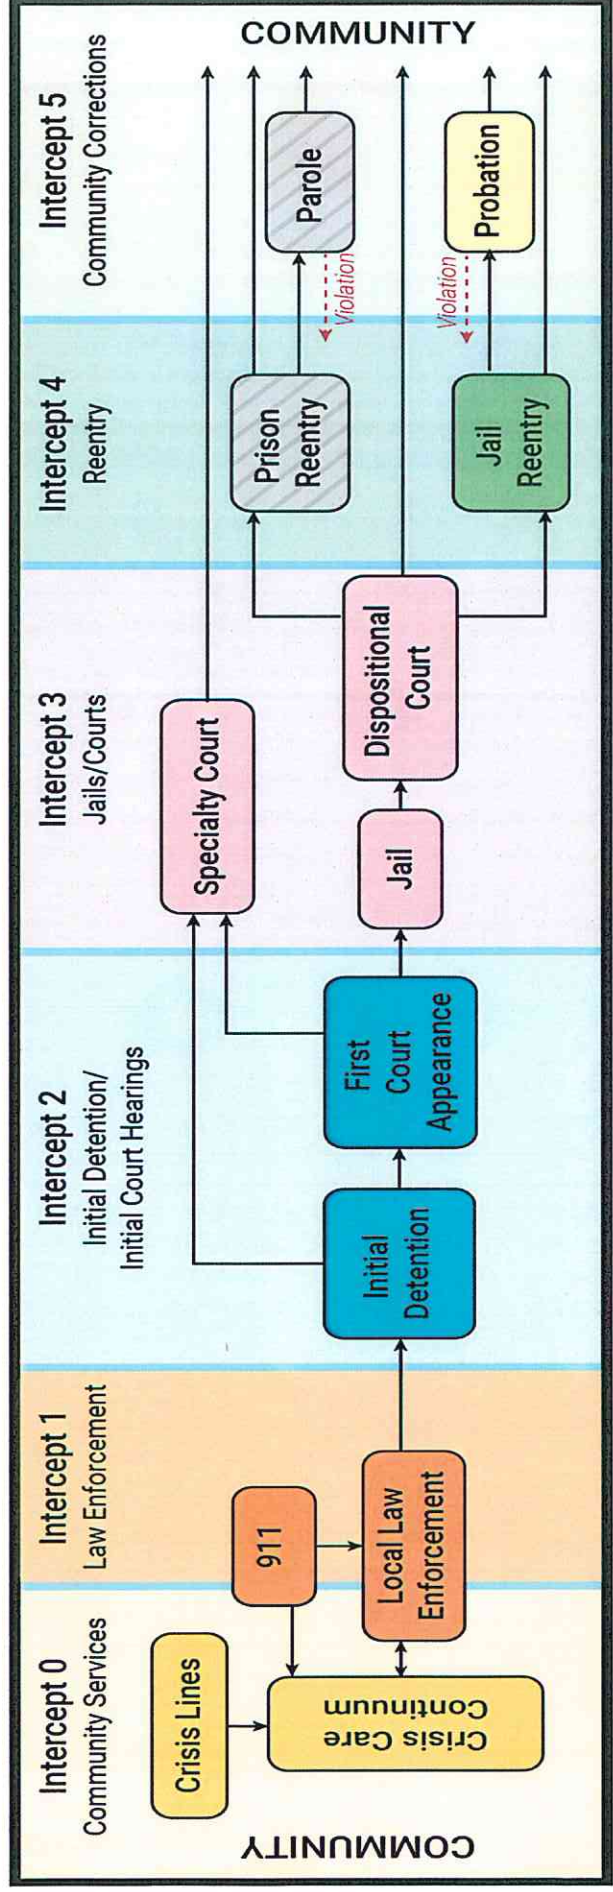 COMMUNITY
Intercept 0
Community Services
Crisis Lines
Crisis Care
Continuum
Intercept 1
Law Enforcement
911
Local Law
Enforcement
Intercept 2
Initial Detention/
Initial Court Hearings
Initial
Detention
First
Court
Appearance
Intercept 3
Jails/Courts
Specialty Court
Jail
Dispositional
Court
Intercept 4
Reentry
Prison
Reentry
Jail
Reentry
Intercept 5
Community Corrections
Parole
Violation
Violation
Probation
COMMUNITY